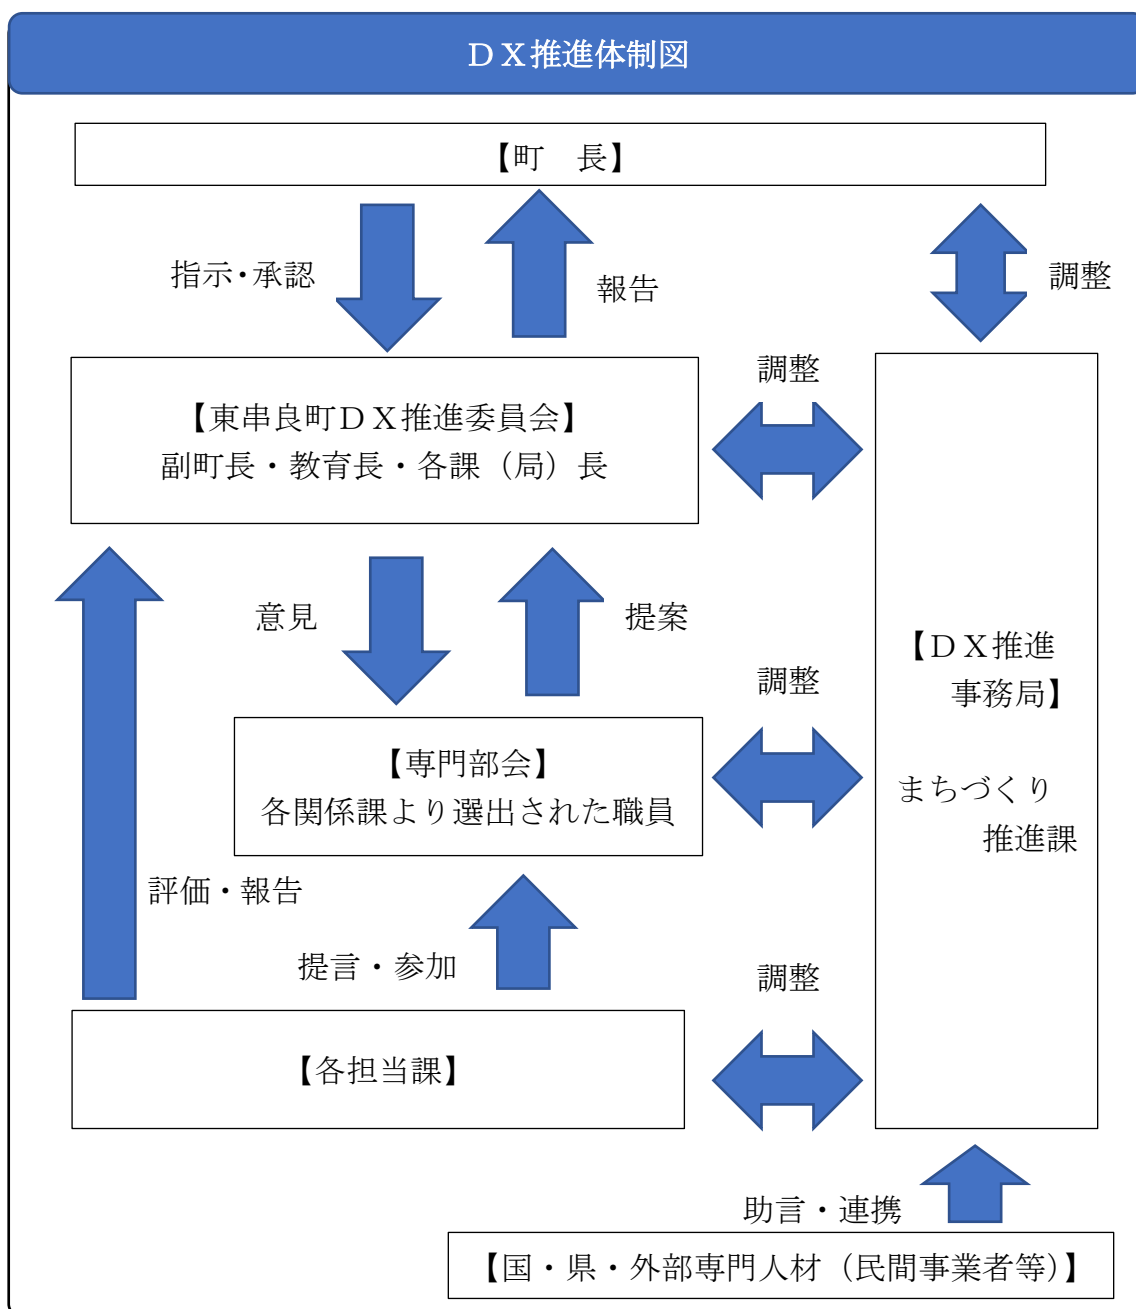 ＤＸ推進体制図
【町　長】
指示・承認
報告
調整
【東串良町ＤＸ推進委員会】
副町長・教育長・各課（局）長
調整
意見
提案
【専門部会】
各関係課より選出された職員
調整
【ＤＸ推進
事務局】
まちづくり
推進課
評価・報告
提言・参加
調整
【各担当課】
助言・連携
【国・県・外部専門人材（民間事業者等）】